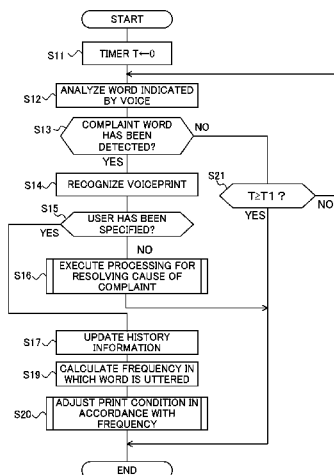 START
S11
TIMER T←0
S12
ANALYZE WORD INDICATED
BY VOICE
S13
COMPLAINT WORD
HAS BEEN
DETECTED?
NO
YES
S14
RECOGNIZE VOICEPRINT
S21
T≥T1?
NO
YES
S15
USER HAS BEEN
SPECIFIED?
YES
NO
S16
EXECUTE PROCESSING FOR
RESOLVING CAUSE OF
COMPLAINT
S17
UPDATE HISTORY
INFORMATION
S19
CALCULATE FREQUENCY IN
WHICH WORD IS UTTERED
S20
ADJUST PRINT CONDITION IN
ACCORDANCE WITH
FREQUENCY
END